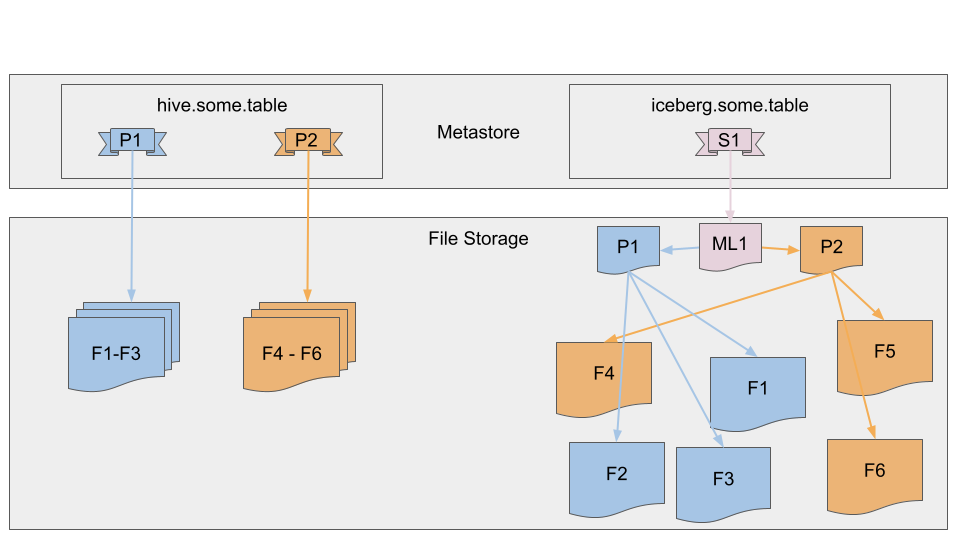 hive.some.table
iceberg.some.table
P1
P2
Metastore
S1
File Storage
P1
ML1
P2
F1-F3
F4 - F6
F4
F1
F5
F2
F3
F6